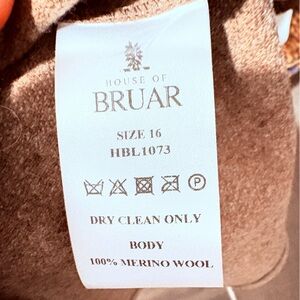 HOUSE OF
BRUAR
SIZE 16
HBL1073
P
DRY CLEAN ONLY
BODY
100% MERINO WOOL